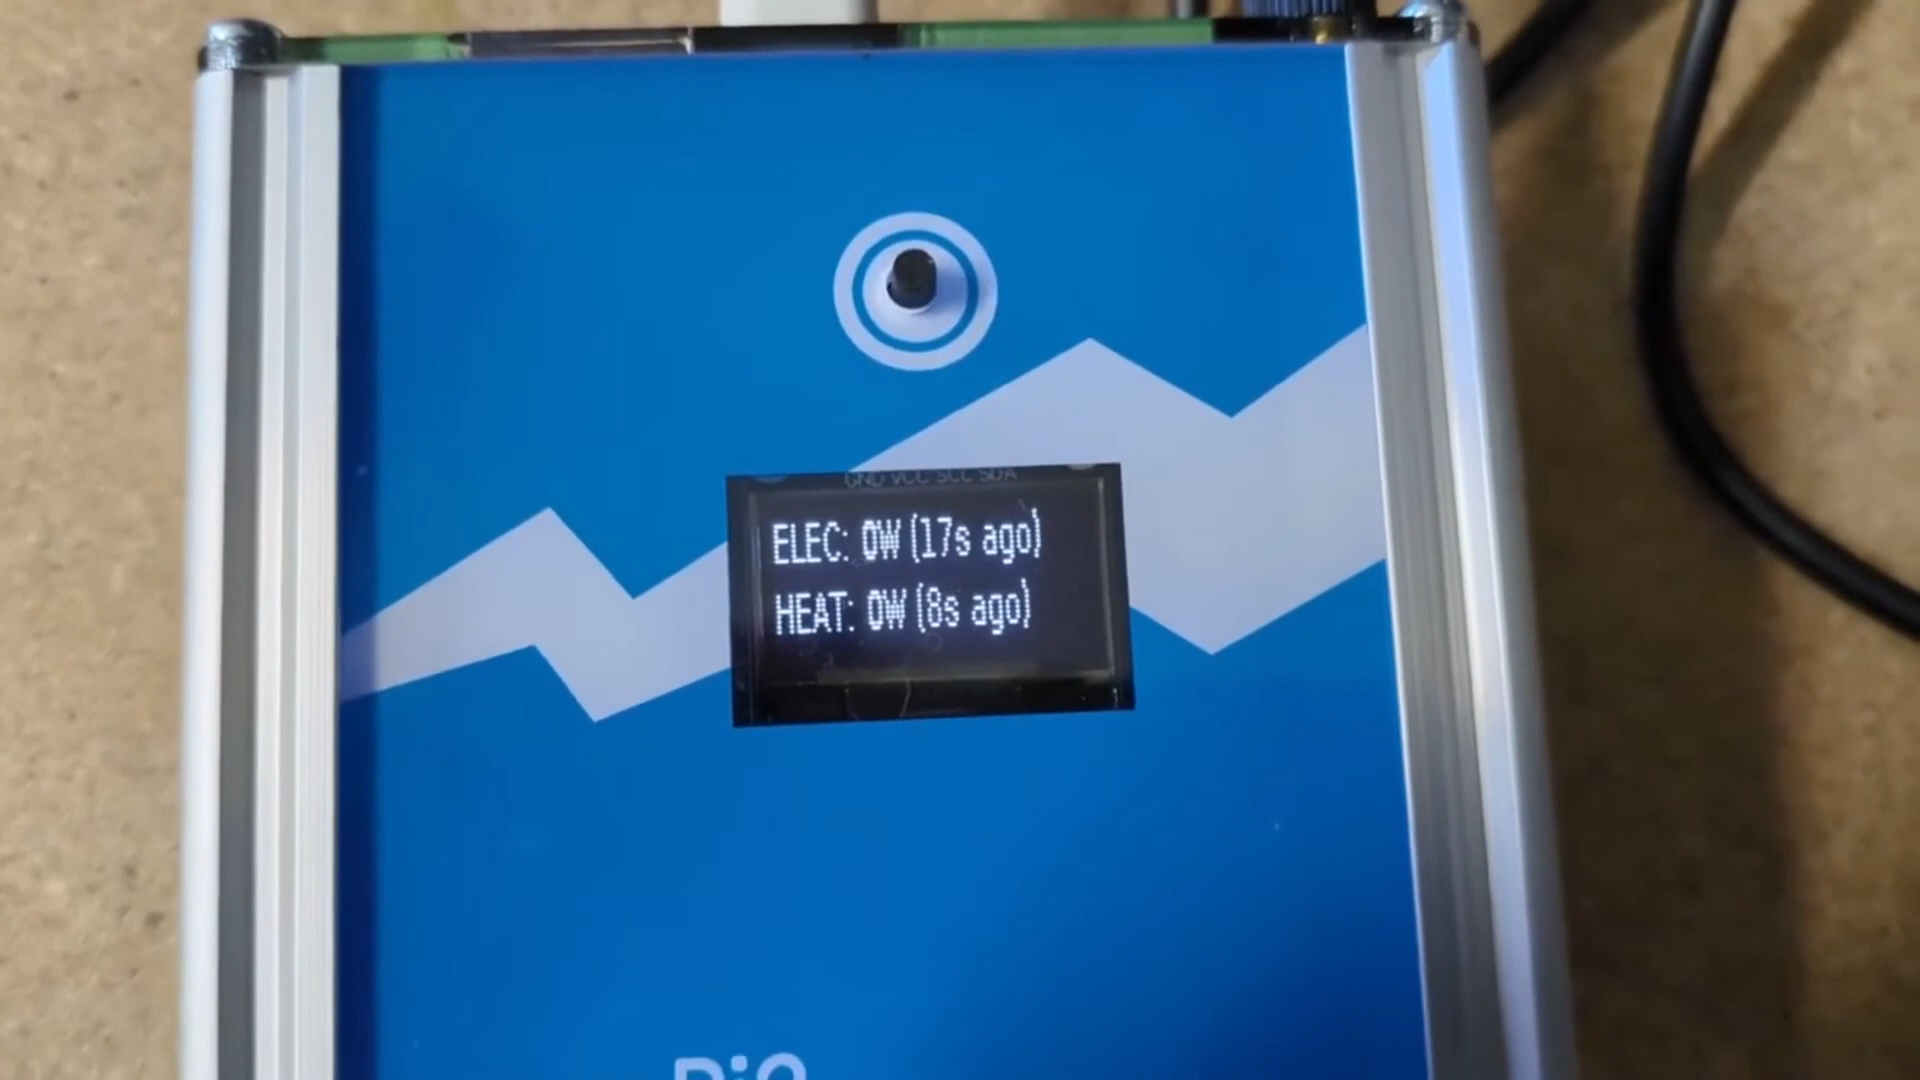 GND VCC SCL SDA
ELEC: 0W (17s ago)
HEAT: 0W (8s ago)